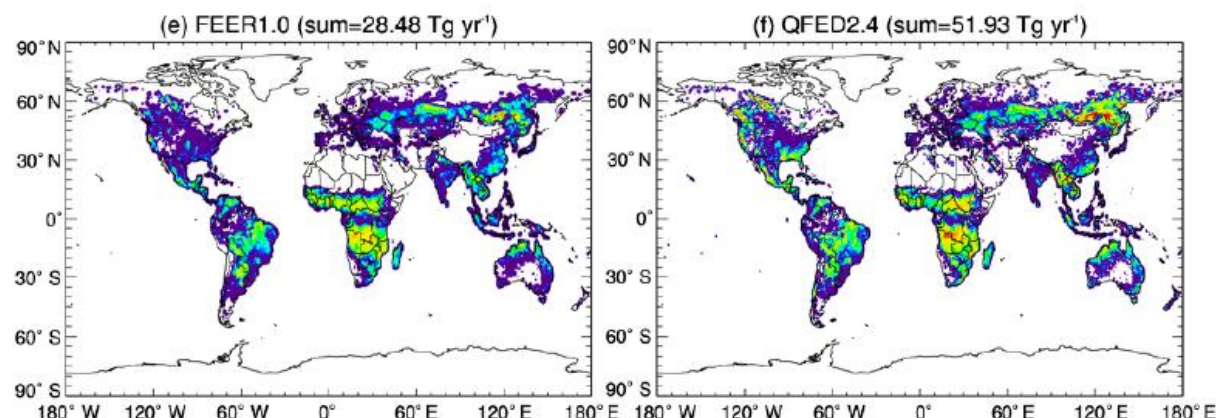 (e) FEER1.0 (sum=28.48 Tg yr⁻¹)
(f) QFED2.4 (sum=51.93 Tg yr⁻¹)
90° N
60° N
30° N
0°
30° S
60° S
90° S
180° W 120° W 60° W 0° 60° E 120° E 180° E
90° N
60° N
30° N
0°
30° S
60° S
90° S
180° W 120° W 60° W 0° 60° E 120° E 180° E